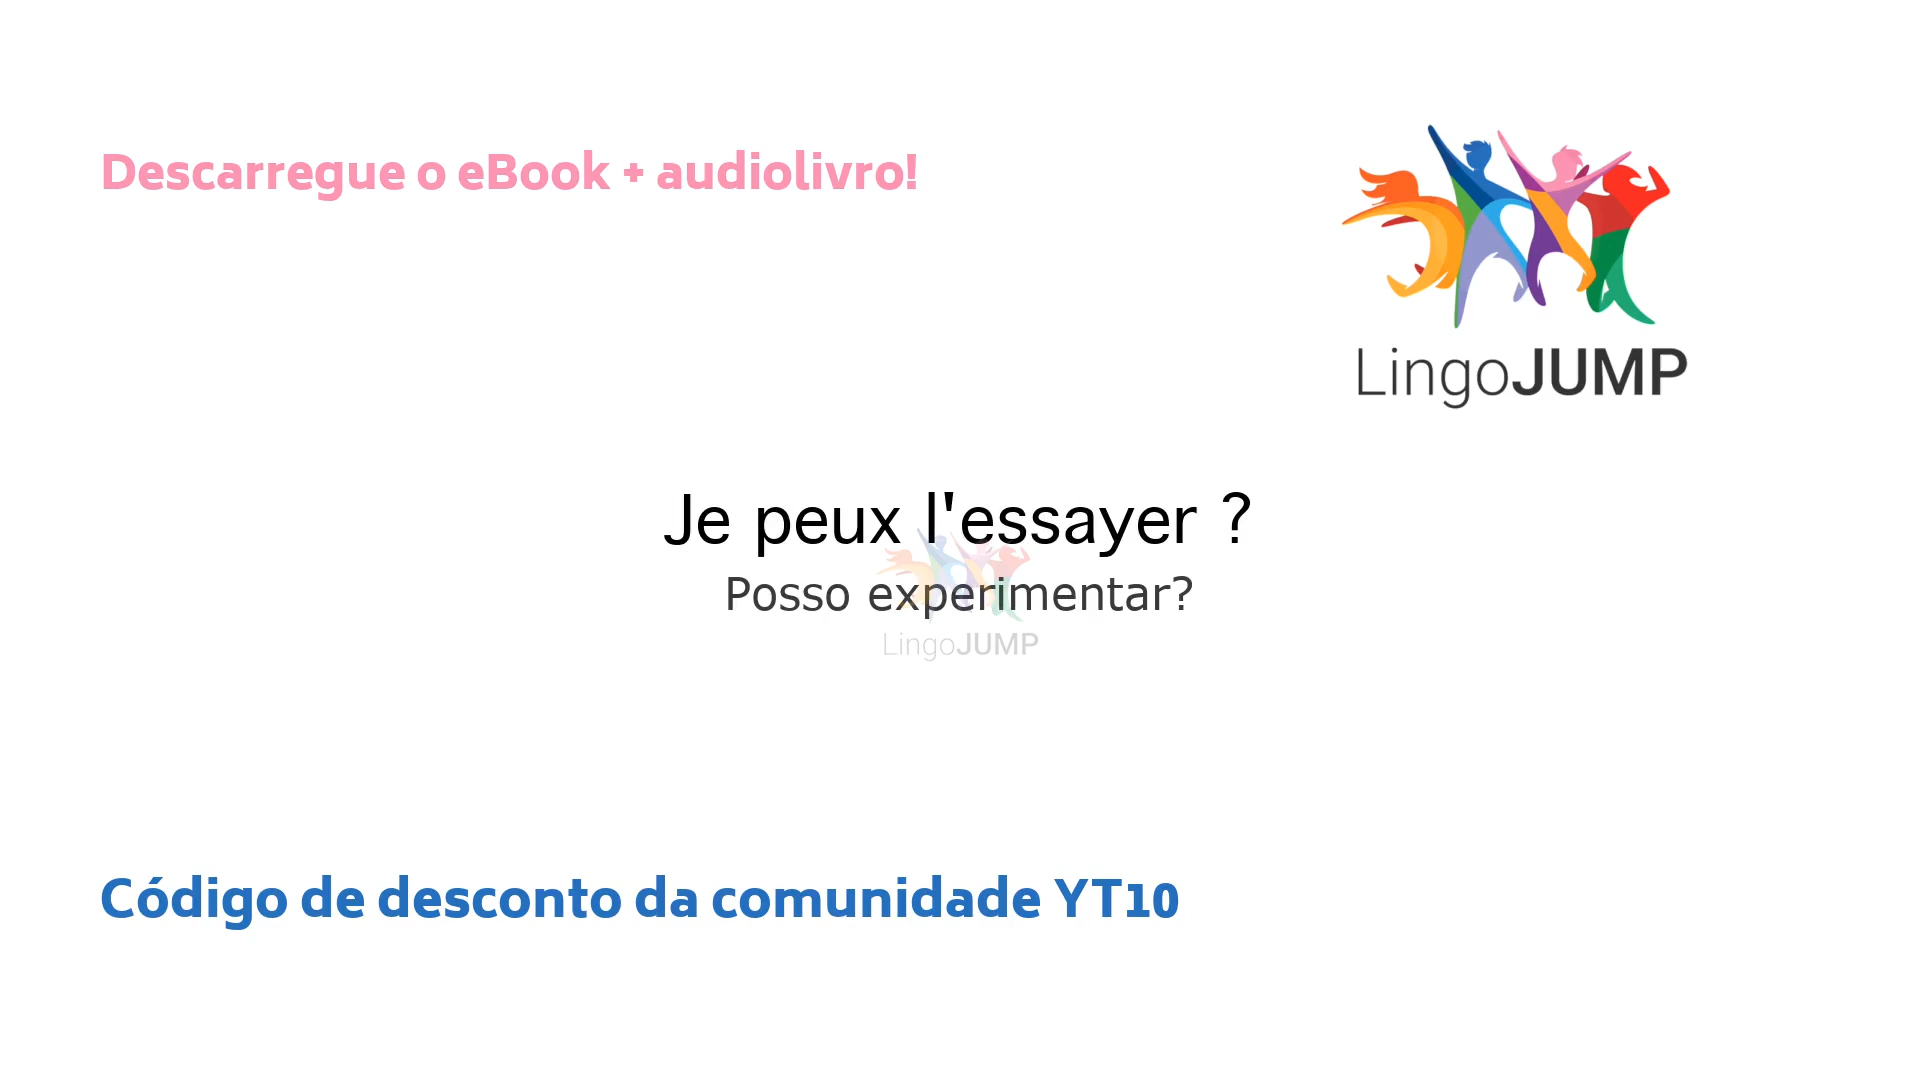 Descarregue o eBook + audiolivro!
LingoJUMP
Je peux l'essayer ?
Posso experimentar?
LingoJUMP
Código de desconto da comunidade YT10